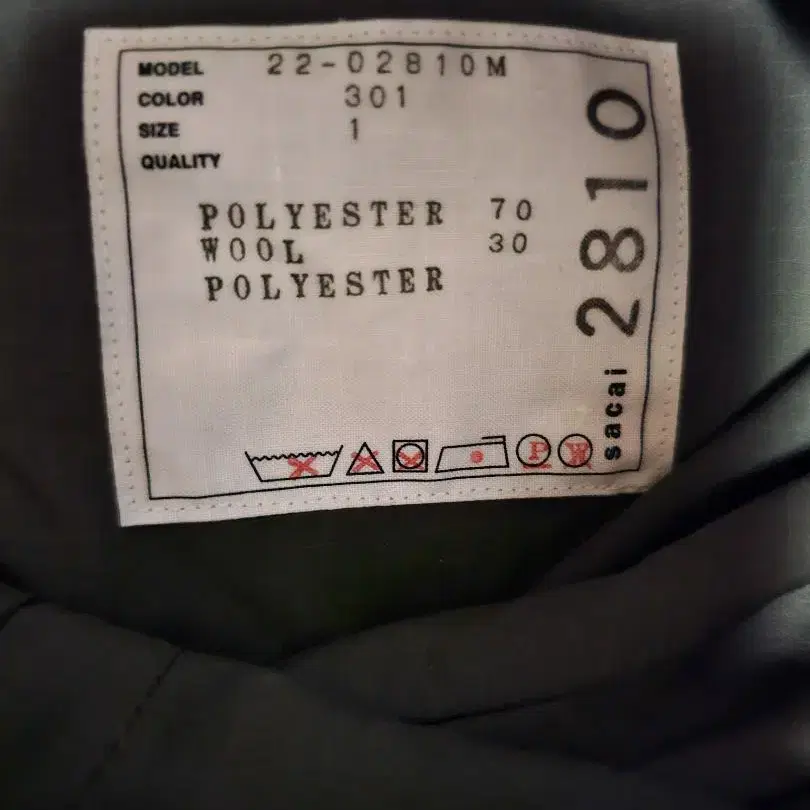 MODEL 22-02810M
COLOR 301
SIZE 1
QUALITY
POLYESTER 70
WOOL 30
POLYESTER
P W
sacai 2810